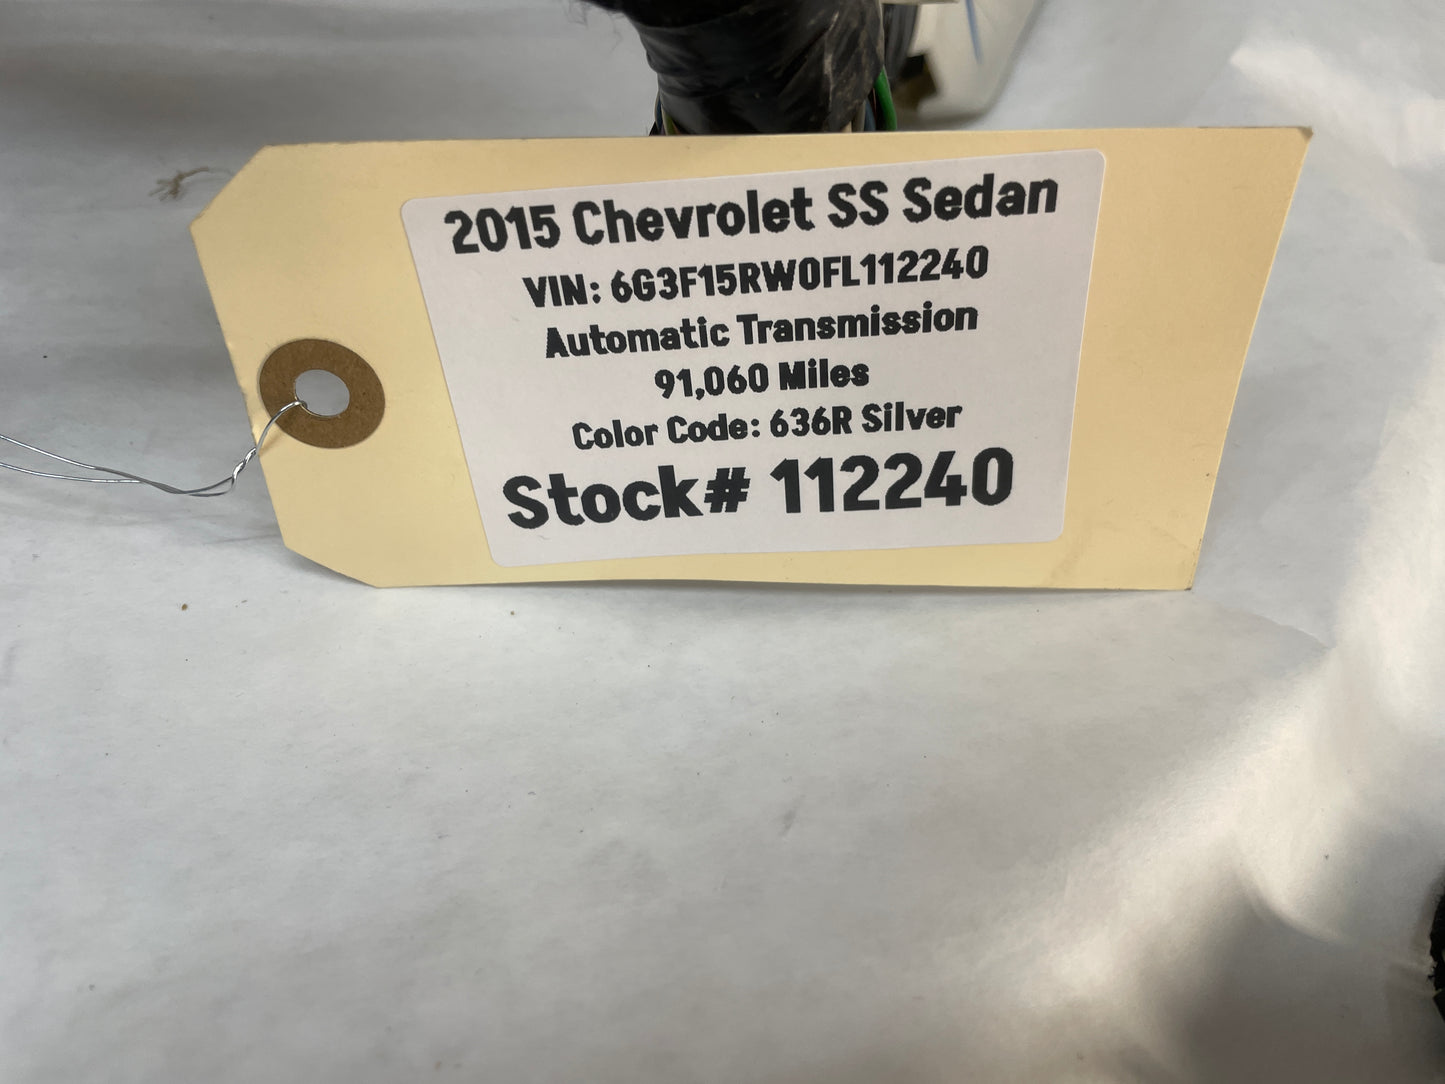 2015 Chevrolet SS Sedan
VIN: 6G3F15RW0FL112240
Automatic Transmission
91,060 Miles
Color Code: 636R Silver
Stock# 112240